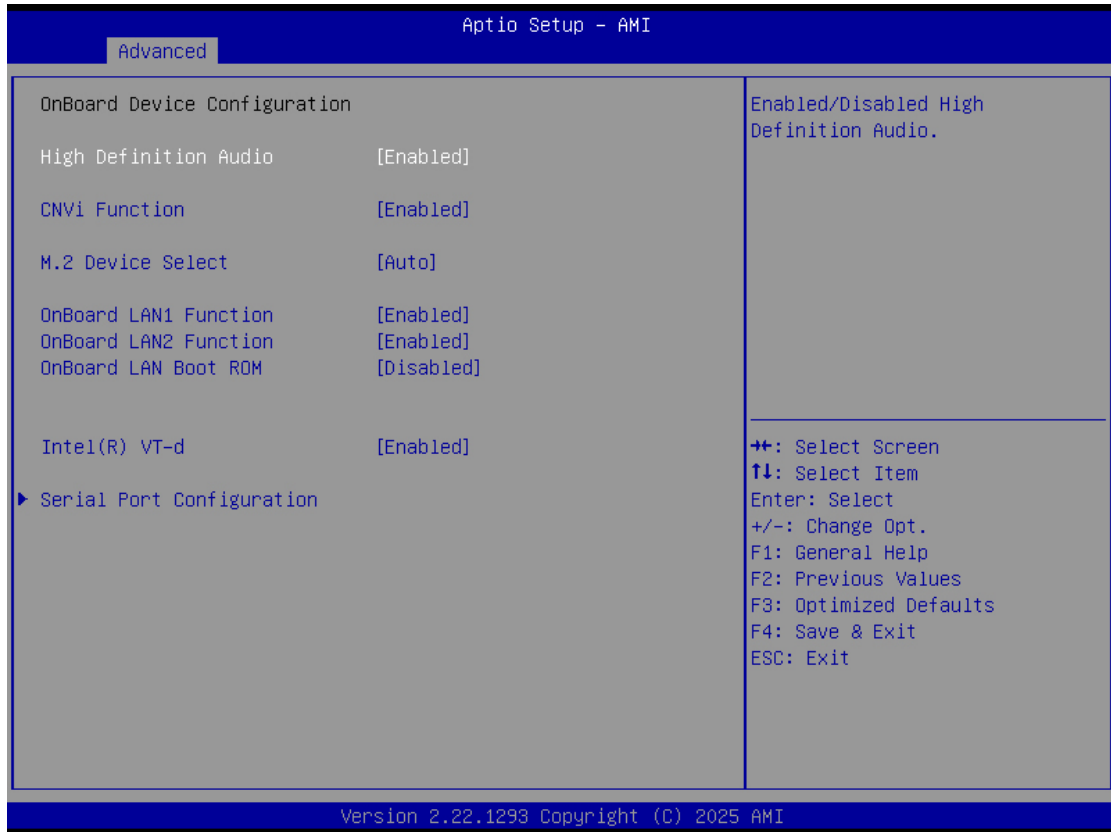 Aptio Setup – AMI
Advanced
OnBoard Device Configuration
High Definition Audio [Enabled]
CNVi Function [Enabled]
M.2 Device Select [Auto]
OnBoard LAN1 Function [Enabled]
OnBoard LAN2 Function [Enabled]
OnBoard LAN Boot ROM [Disabled]
Intel(R) VT-d [Enabled]
▶ Serial Port Configuration
Enabled/Disabled High
Definition Audio.
→←: Select Screen
↑↓: Select Item
Enter: Select
+/-: Change Opt.
F1: General Help
F2: Previous Values
F3: Optimized Defaults
F4: Save & Exit
ESC: Exit
Version 2.22.1293 Copyright (C) 2025 AMI